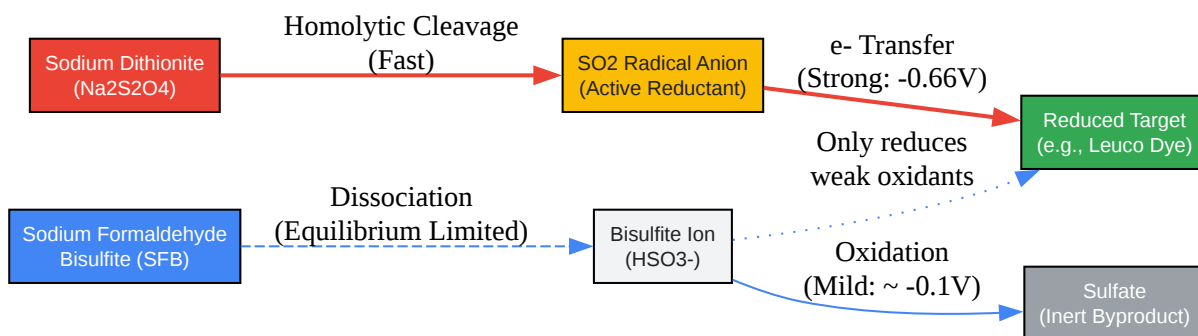 Homolytic Cleavage
(Fast)
Sodium Dithionite
(Na2S2O4)
SO2 Radical Anion
(Active Reductant)
e- Transfer
(Strong: -0.66V)
Reduced Target
(e.g., Leuco Dye)
Only reduces
weak oxidants
Dissociation
(Equilibrium Limited)
Sodium Formaldehyde
Bisulfite (SFB)
Bisulfite Ion
(HSO3-)
Oxidation
(Mild: ~ -0.1V)
Sulfate
(Inert Byproduct)